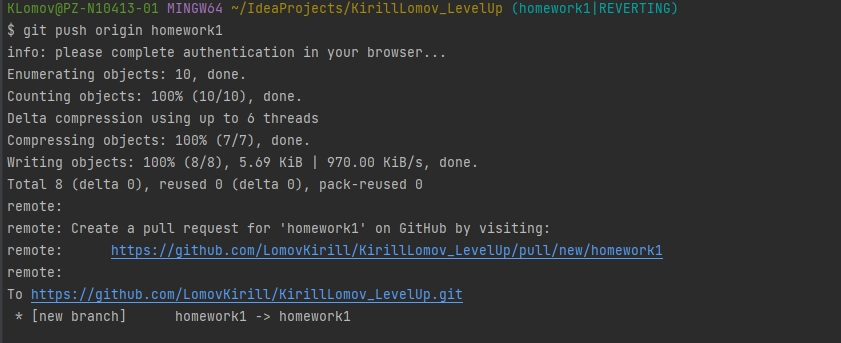 KLomov@PZ-N10413-01 MINGW64 ~/IdeaProjects/KirillLomov_LevelUp (homework1|REVERTING)
$ git push origin homework1
info: please complete authentication in your browser...
Enumerating objects: 10, done.
Counting objects: 100% (10/10), done.
Delta compression using up to 6 threads
Compressing objects: 100% (7/7), done.
Writing objects: 100% (8/8), 5.69 KiB | 970.00 KiB/s, done.
Total 8 (delta 0), reused 0 (delta 0), pack-reused 0
remote:
remote: Create a pull request for 'homework1' on GitHub by visiting:
remote:      https://github.com/LomovKirill/KirillLomov_LevelUp/pull/new/homework1
remote:
To https://github.com/LomovKirill/KirillLomov_LevelUp.git
 * [new branch]      homework1 -> homework1